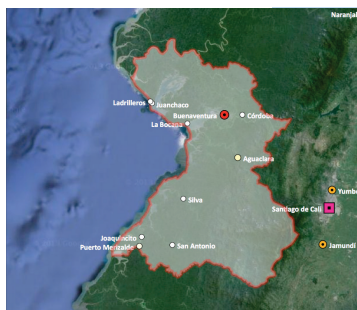 Naranjal
Ladrilleros
Juanchaco
Buenaventura
Córdoba
La Bocana
Aguaclara
Yumbo
Silva
Santiago de Cali
Joaquincito
Puerto Merizalde
San Antonio
Jamundí